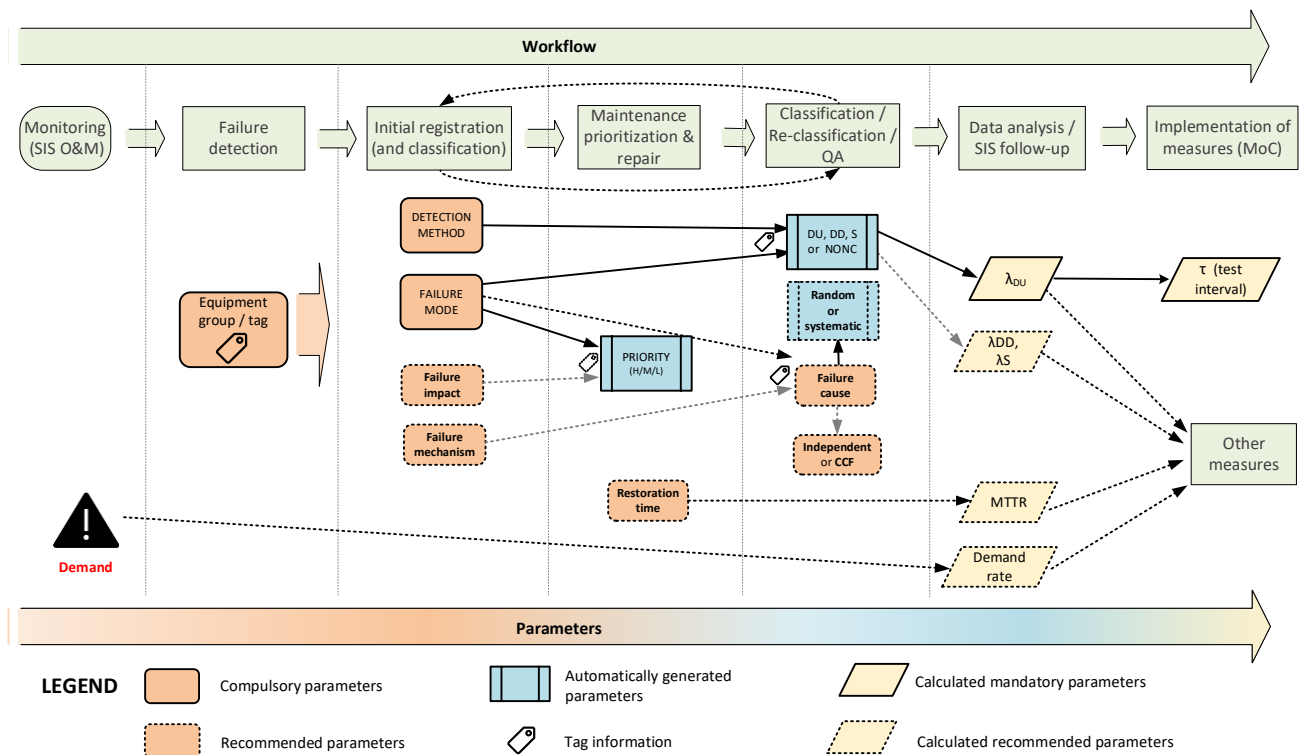 Workflow
Monitoring
(SIS O&M)
Failure
detection
Initial registration
(and classification)
Maintenance
prioritization &
repair
Classification /
Re-classification /
QA
Data analysis /
SIS follow-up
Implementation of
measures (MoC)
DETECTION
METHOD
DU, DD, S
or NONC
Equipment
group / tag
FAILURE
MODE
Random
or
systematic
λDU
τ (test
interval)
PRIORITY
(H/M/L)
λDD,
λS
Failure
impact
Failure
cause
Failure
mechanism
Independent
or CCF
Other
measures
Restoration
time
MTTR
Demand
Demand
rate
Parameters
LEGEND
Compulsory parameters
Automatically generated
parameters
Calculated mandatory parameters
Recommended parameters
Tag information
Calculated recommended parameters